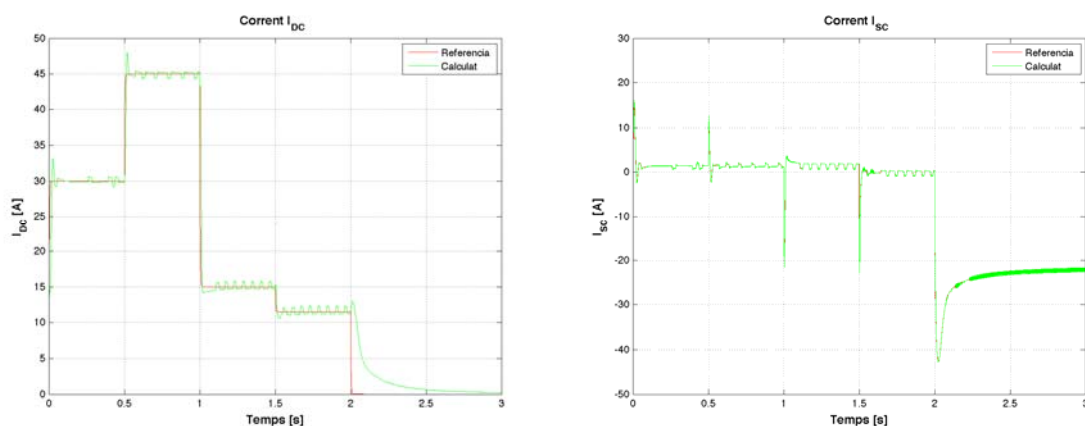 Corrent I_DC
50
45
40
35
30
25
20
15
10
5
0
I_DC [A]
Referencia
Calculat
0 0.5 1 1.5 2 2.5 3
Temps [s]
Corrent I_SC
30
20
10
0
-10
-20
-30
-40
-50
I_SC [A]
Referencia
Calculat
0 0.5 1 1.5 2 2.5 3
Temps [s]